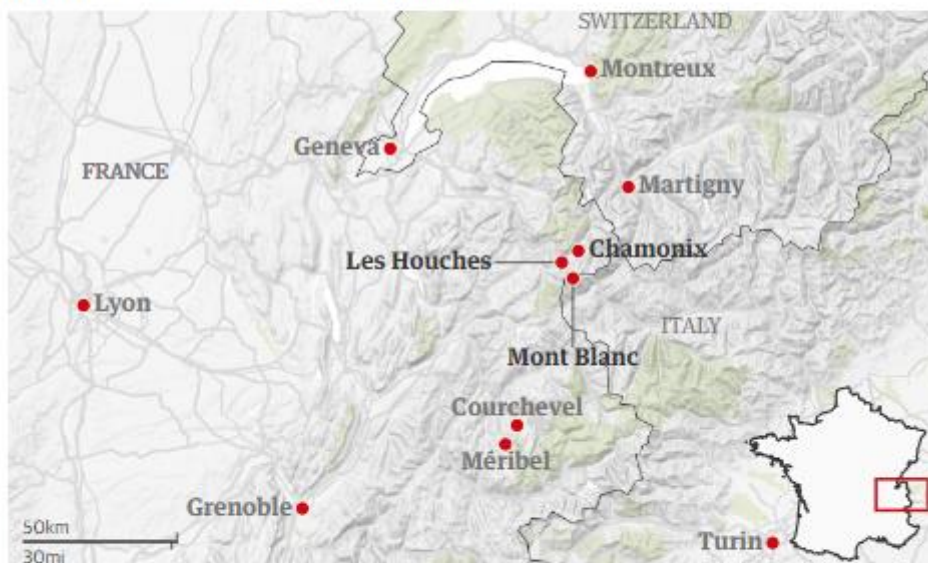 SWITZERLAND
Montreux
Geneva
FRANCE
Martigny
Chamonix
Les Houches
Lyon
ITALY
Mont Blanc
Courchevel
Méribel
Grenoble
50km
30mi
Turin